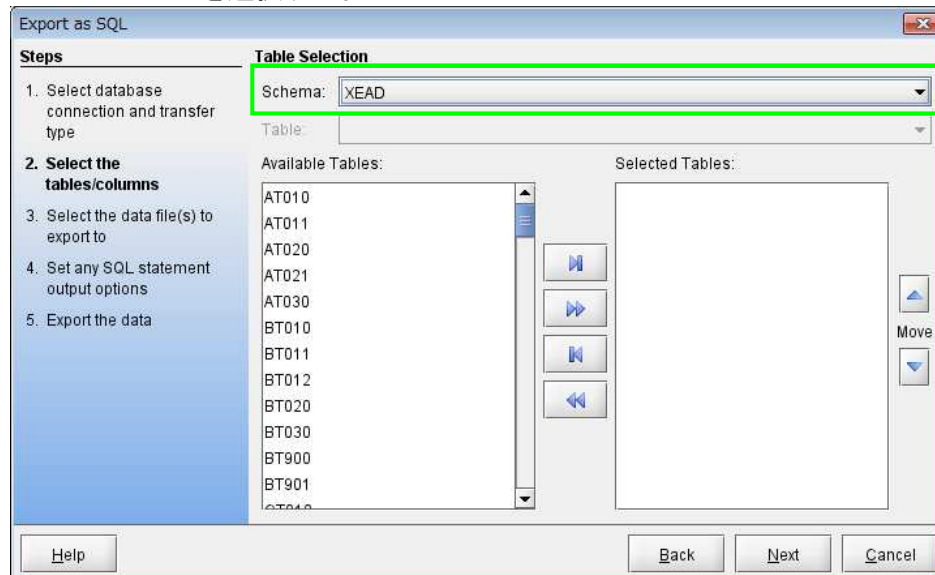 Export as SQL
Steps
1. Select database
connection and transfer
type
2. Select the
tables/columns
3. Select the data file(s) to
export to
4. Set any SQL statement
output options
5. Export the data
Table Selection
Schema: XEAD
Table:
Available Tables:
AT010
AT011
AT020
AT021
AT030
BT010
BT011
BT012
BT020
BT030
BT900
BT901
Selected Tables:
Move
Help
Back
Next
Cancel